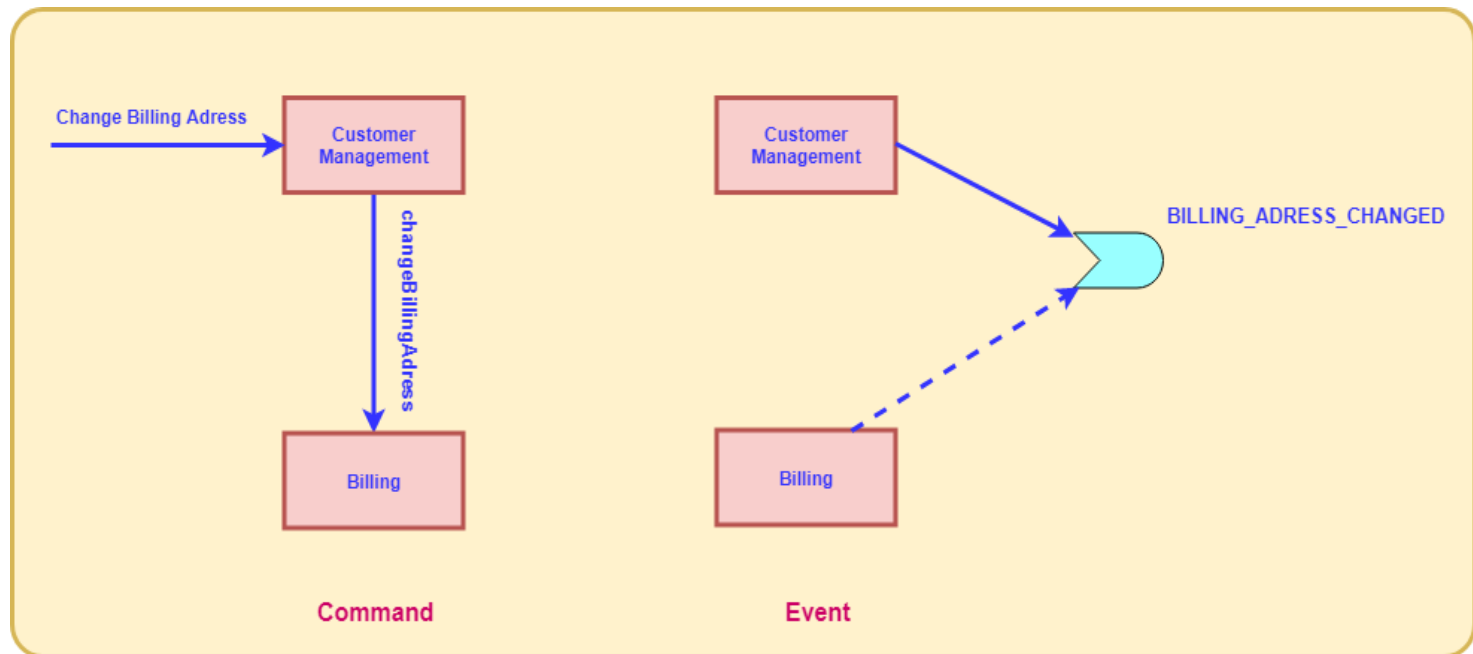 Change Billing Adress
Customer
Management
changeBillingAdress
Billing
Command
Customer
Management
BILLING_ADRESS_CHANGED
Billing
Event